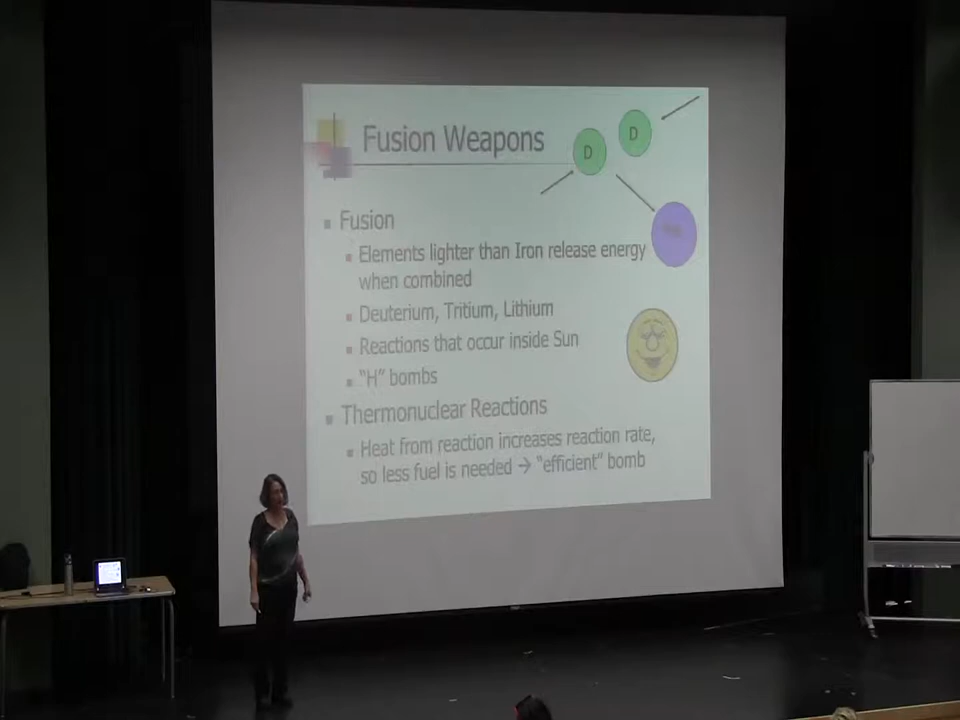 Fusion Weapons
D
D
Fusion
Elements lighter than Iron release energy
when combined
Deuterium, Tritium, Lithium
Reactions that occur inside Sun
"H" bombs
Thermonuclear Reactions
Heat from reaction increases reaction rate,
so less fuel is needed → "efficient" bomb